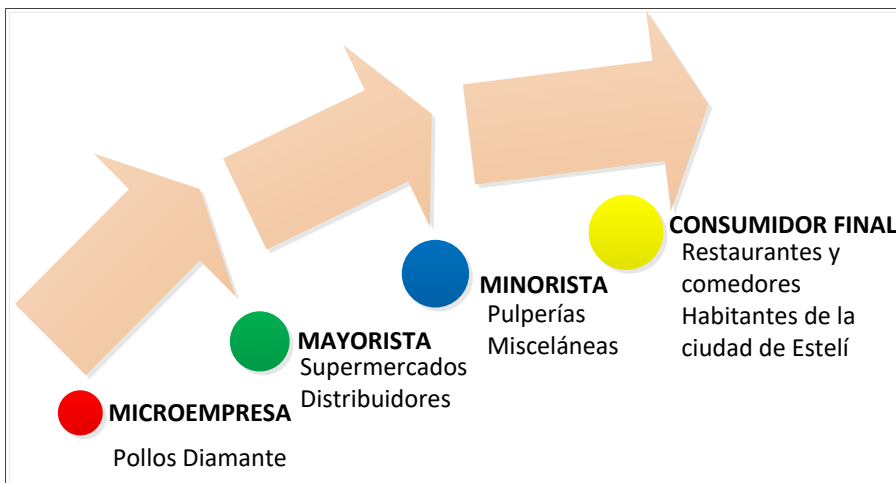 MICROEMPRESA
Pollos Diamante
MAYORISTA
Supermercados
Distribuidores
MINORISTA
Pulperías
Misceláneas
CONSUMIDOR FINAL
Restaurantes y
comedores
Habitantes de la
ciudad de Estelí